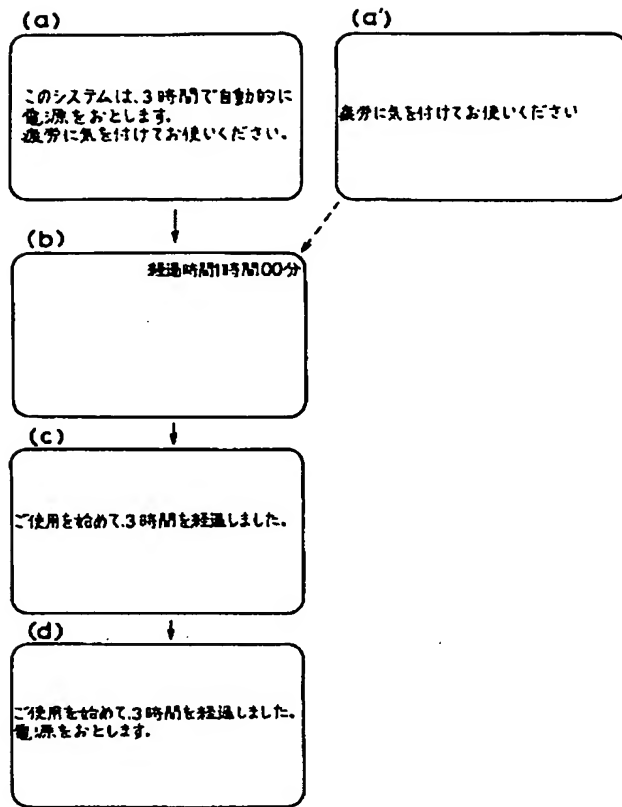 (a)
このシステムは、3時間で自動的に
電源をおとします。
疲労に気を付けてお使いください。
(a')
疲労に気を付けてお使いください
(b)
経過時間1時間00分
(c)
ご使用を始めて、3時間を経過しました。
(d)
ご使用を始めて、3時間を経過しました。
電源をおとします。